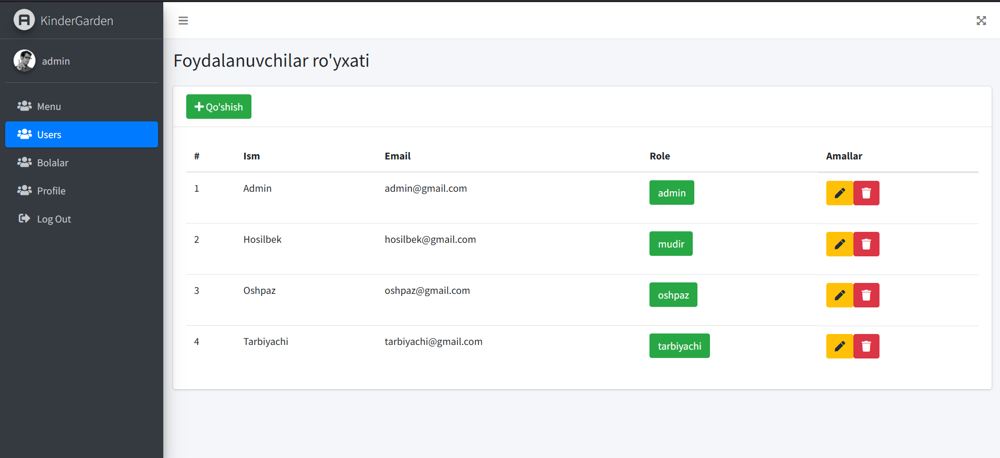 KinderGarden
admin
Menu
Users
Bolalar
Profile
Log Out
Foydalanuvchilar ro'yxati
Qo'shish
# Ism Email Role Amallar
1 Admin admin@gmail.com admin
2 Hosilbek hosilbek@gmail.com mudir
3 Oshpaz oshpaz@gmail.com oshpaz
4 Tarbiyachi tarbiyachi@gmail.com tarbiyachi